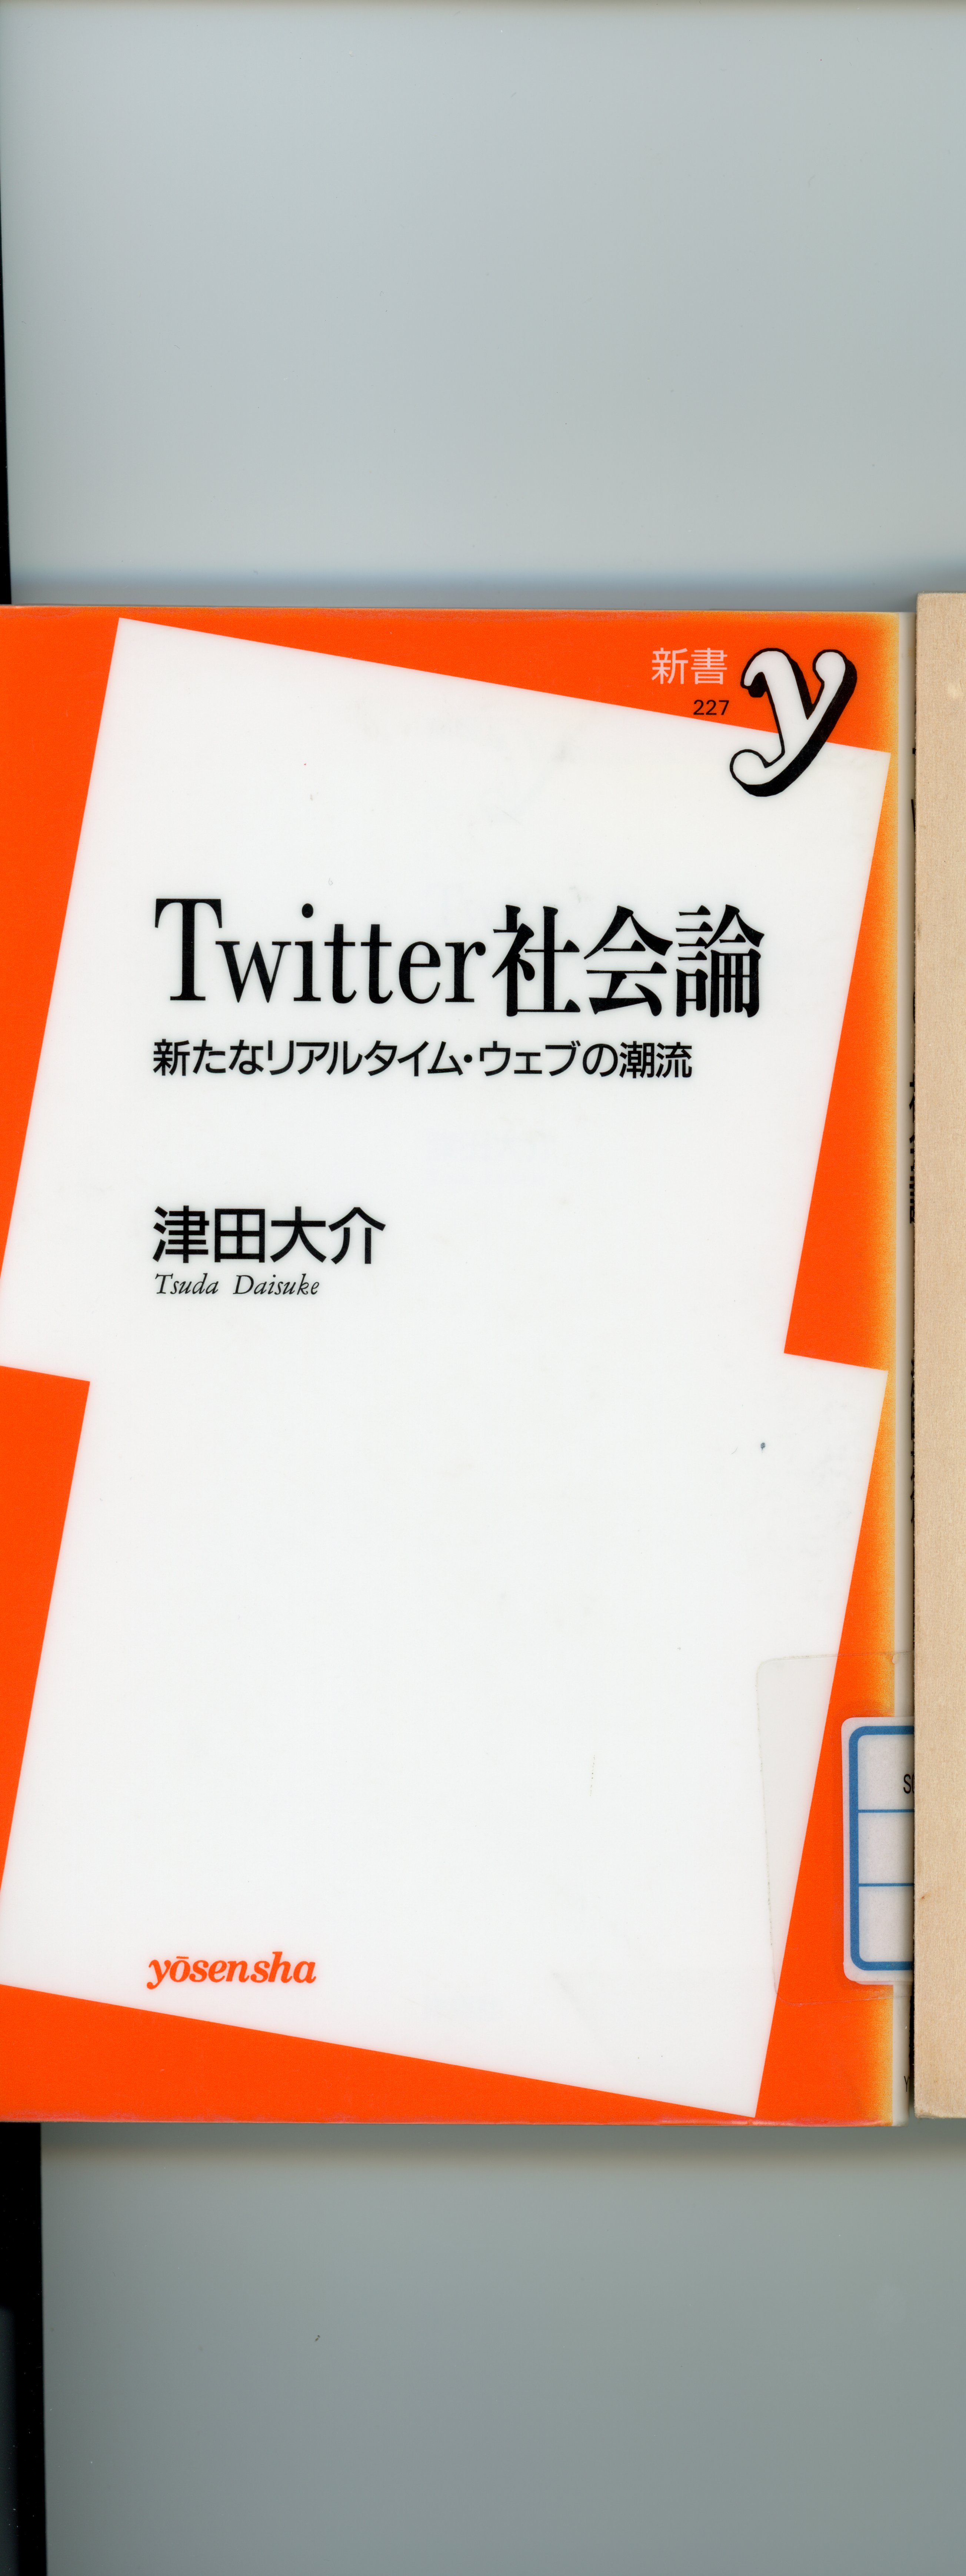 新書
y
227
Twitter社会論
新たなリアルタイム・ウェブの潮流
津田大介
Tsuda Daisuke
yōsensha